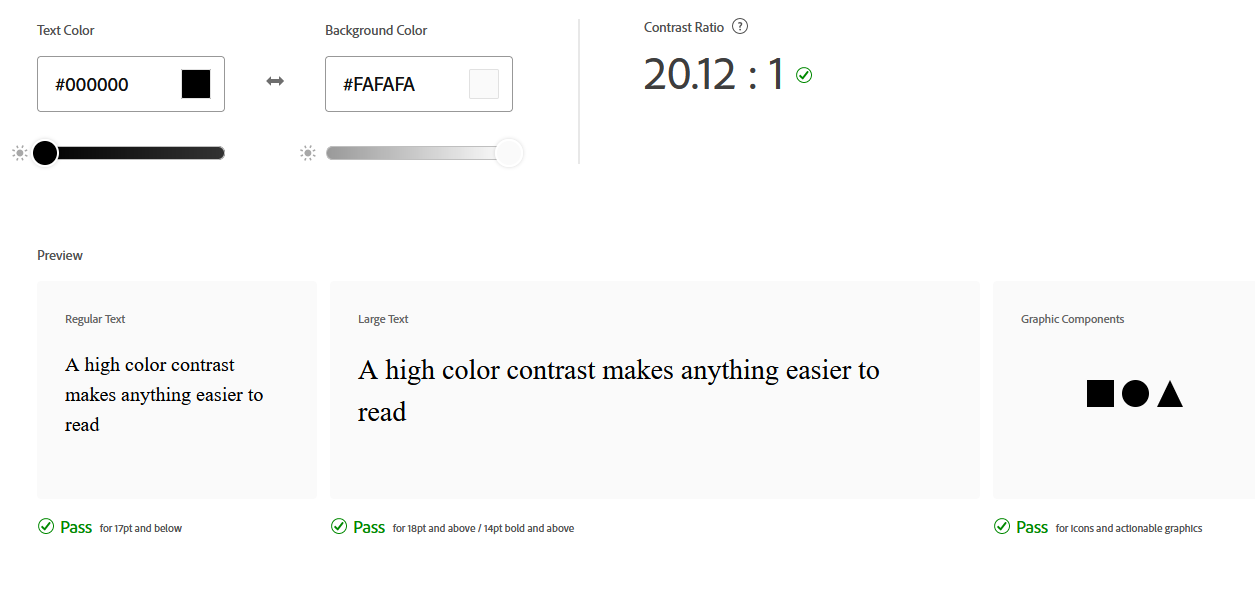 Text Color
Background Color
Contrast Ratio ?
#000000
#FAFAFA
20.12 : 1
Preview
Regular Text
A high color contrast
makes anything easier to
read
Large Text
A high color contrast makes anything easier to
read
Graphic Components
Pass for 17pt and below
Pass for 18pt and above / 14pt bold and above
Pass for icons and actionable graphics